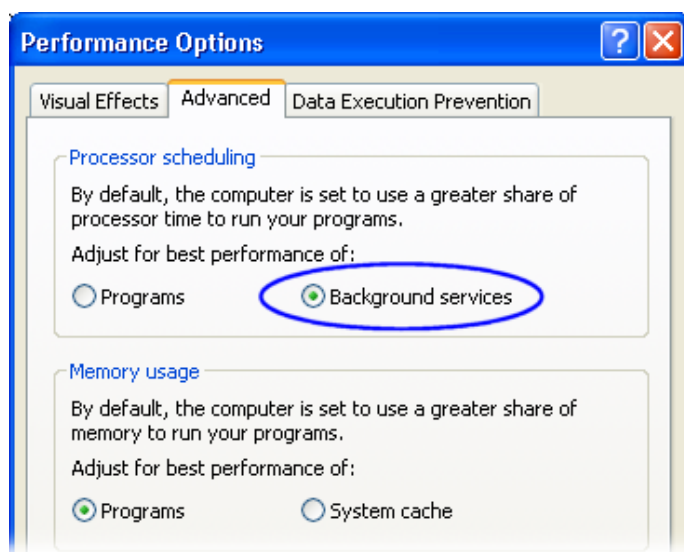 Performance Options
Visual Effects Advanced Data Execution Prevention
Processor scheduling
By default, the computer is set to use a greater share of
processor time to run your programs.
Adjust for best performance of:
Programs Background services
Memory usage
By default, the computer is set to use a greater share of
memory to run your programs.
Adjust for best performance of:
Programs System cache